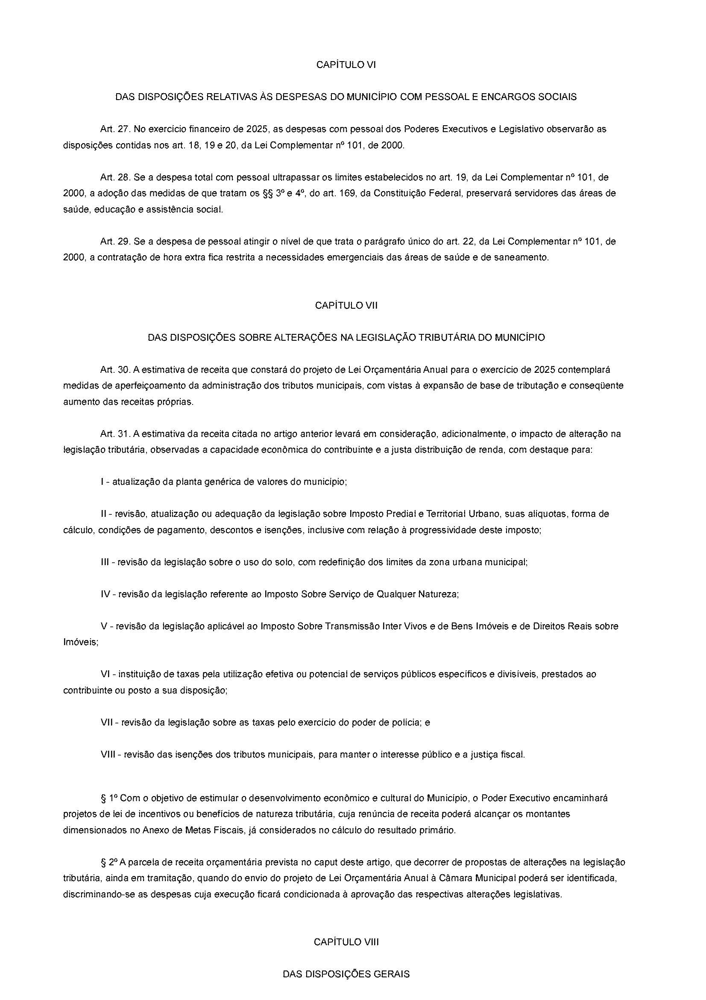 CAPÍTULO VI
DAS DISPOSIÇÕES RELATIVAS ÀS DESPESAS DO MUNICÍPIO COM PESSOAL E ENCARGOS SOCIAIS
Art. 27. No exercício financeiro de 2025, as despesas com pessoal dos Poderes Executivos e Legislativo observarão as
disposições contidas nos art. 18, 19 e 20, da Lei Complementar nº 101, de 2000.
Art. 28. Se a despesa total com pessoal ultrapassar os limites estabelecidos no art. 19, da Lei Complementar nº 101, de
2000, a adoção das medidas de que tratam os §§ 3º e 4º, do art. 169, da Constituição Federal, preservará servidores das áreas de
saúde, educação e assistência social.
Art. 29. Se a despesa de pessoal atingir o nível de que trata o parágrafo único do art. 22, da Lei Complementar nº 101, de
2000, a contratação de hora extra fica restrita a necessidades emergenciais das áreas de saúde e de saneamento.
CAPÍTULO VII
DAS DISPOSIÇÕES SOBRE ALTERAÇÕES NA LEGISLAÇÃO TRIBUTÁRIA DO MUNICÍPIO
Art. 30. A estimativa de receita que constará do projeto de Lei Orçamentária Anual para o exercício de 2025 contemplará
medidas de aperfeiçoamento da administração dos tributos municipais, com vistas à expansão de base de tributação e conseqüente
aumento das receitas próprias.
Art. 31. A estimativa da receita citada no artigo anterior levará em consideração, adicionalmente, o impacto de alteração na
legislação tributária, observadas a capacidade econômica do contribuinte e a justa distribuição de renda, com destaque para:
I - atualização da planta genérica de valores do município;
II - revisão, atualização ou adequação da legislação sobre Imposto Predial e Territorial Urbano, suas alíquotas, forma de
cálculo, condições de pagamento, descontos e isenções, inclusive com relação à progressividade deste imposto;
III - revisão da legislação sobre o uso do solo, com redefinição dos limites da zona urbana municipal;
IV - revisão da legislação referente ao Imposto Sobre Serviço de Qualquer Natureza;
V - revisão da legislação aplicável ao Imposto Sobre Transmissão Inter Vivos e de Bens Imóveis e de Direitos Reais sobre
Imóveis;
VI - instituição de taxas pela utilização efetiva ou potencial de serviços públicos específicos e divisíveis, prestados ao
contribuinte ou posto a sua disposição;
VII - revisão da legislação sobre as taxas pelo exercício do poder de polícia; e
VIII - revisão das isenções dos tributos municipais, para manter o interesse público e a justiça fiscal.
§ 1º Com o objetivo de estimular o desenvolvimento econômico e cultural do Município, o Poder Executivo encaminhará
projetos de lei de incentivos ou benefícios de natureza tributária, cuja renúncia de receita poderá alcançar os montantes
dimensionados no Anexo de Metas Fiscais, já considerados no cálculo do resultado primário.
§ 2º A parcela de receita orçamentária prevista no caput deste artigo, que decorrer de propostas de alterações na legislação
tributária, ainda em tramitação, quando do envio do projeto de Lei Orçamentária Anual à Câmara Municipal poderá ser identificada,
discriminando-se as despesas cuja execução ficará condicionada à aprovação das respectivas alterações legislativas.
CAPÍTULO VIII
DAS DISPOSIÇÕES GERAIS